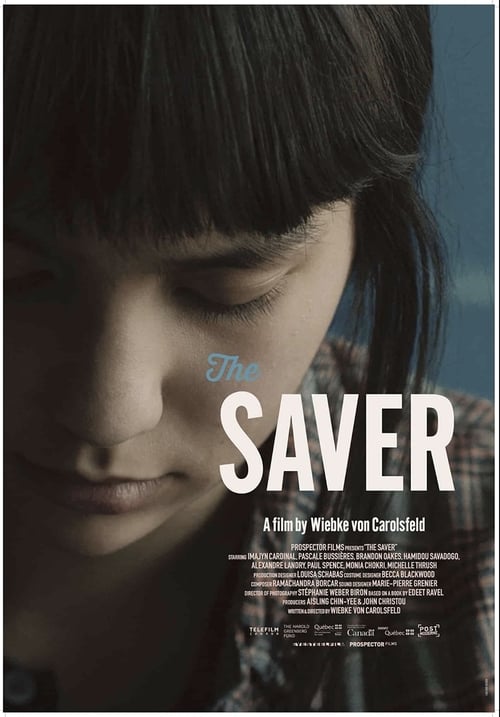 The
SAVER
A film by Wiebke von Carolsfeld
PROSPECTOR FILMS PRESENTS "THE SAVER"
STARRING IMAJYN CARDINAL, PASCALE BUSSIÈRES, BRANDON OAKES, HAMIDOU SAVADOGO,
ALEXANDRE LANDRY, PAUL SPENCE, MONIA CHOKRI, MICHELLE THRUSH
PRODUCTION DESIGNER LOUISA SCHABAS COSTUME DESIGNER BECCA BLACKWOOD
COMPOSER RAMACHANDRA BORCAR SOUND DESIGNER MARIE-PIERRE GRENIER
DIRECTOR OF PHOTOGRAPHY STÉPHANIE WEBER BIRON BASED ON A BOOK BY EDEET RAVEL
PRODUCERS AISLING CHIN-YEE & JOHN CHRISTOU
WRITTEN & DIRECTED BY WIEBKE VON CAROLSFELD
TELEFILM CANADA THE HAROLD GREENBERG FUND Québec Canada Québec POST MODERNE
PROSPECTOR FILMS